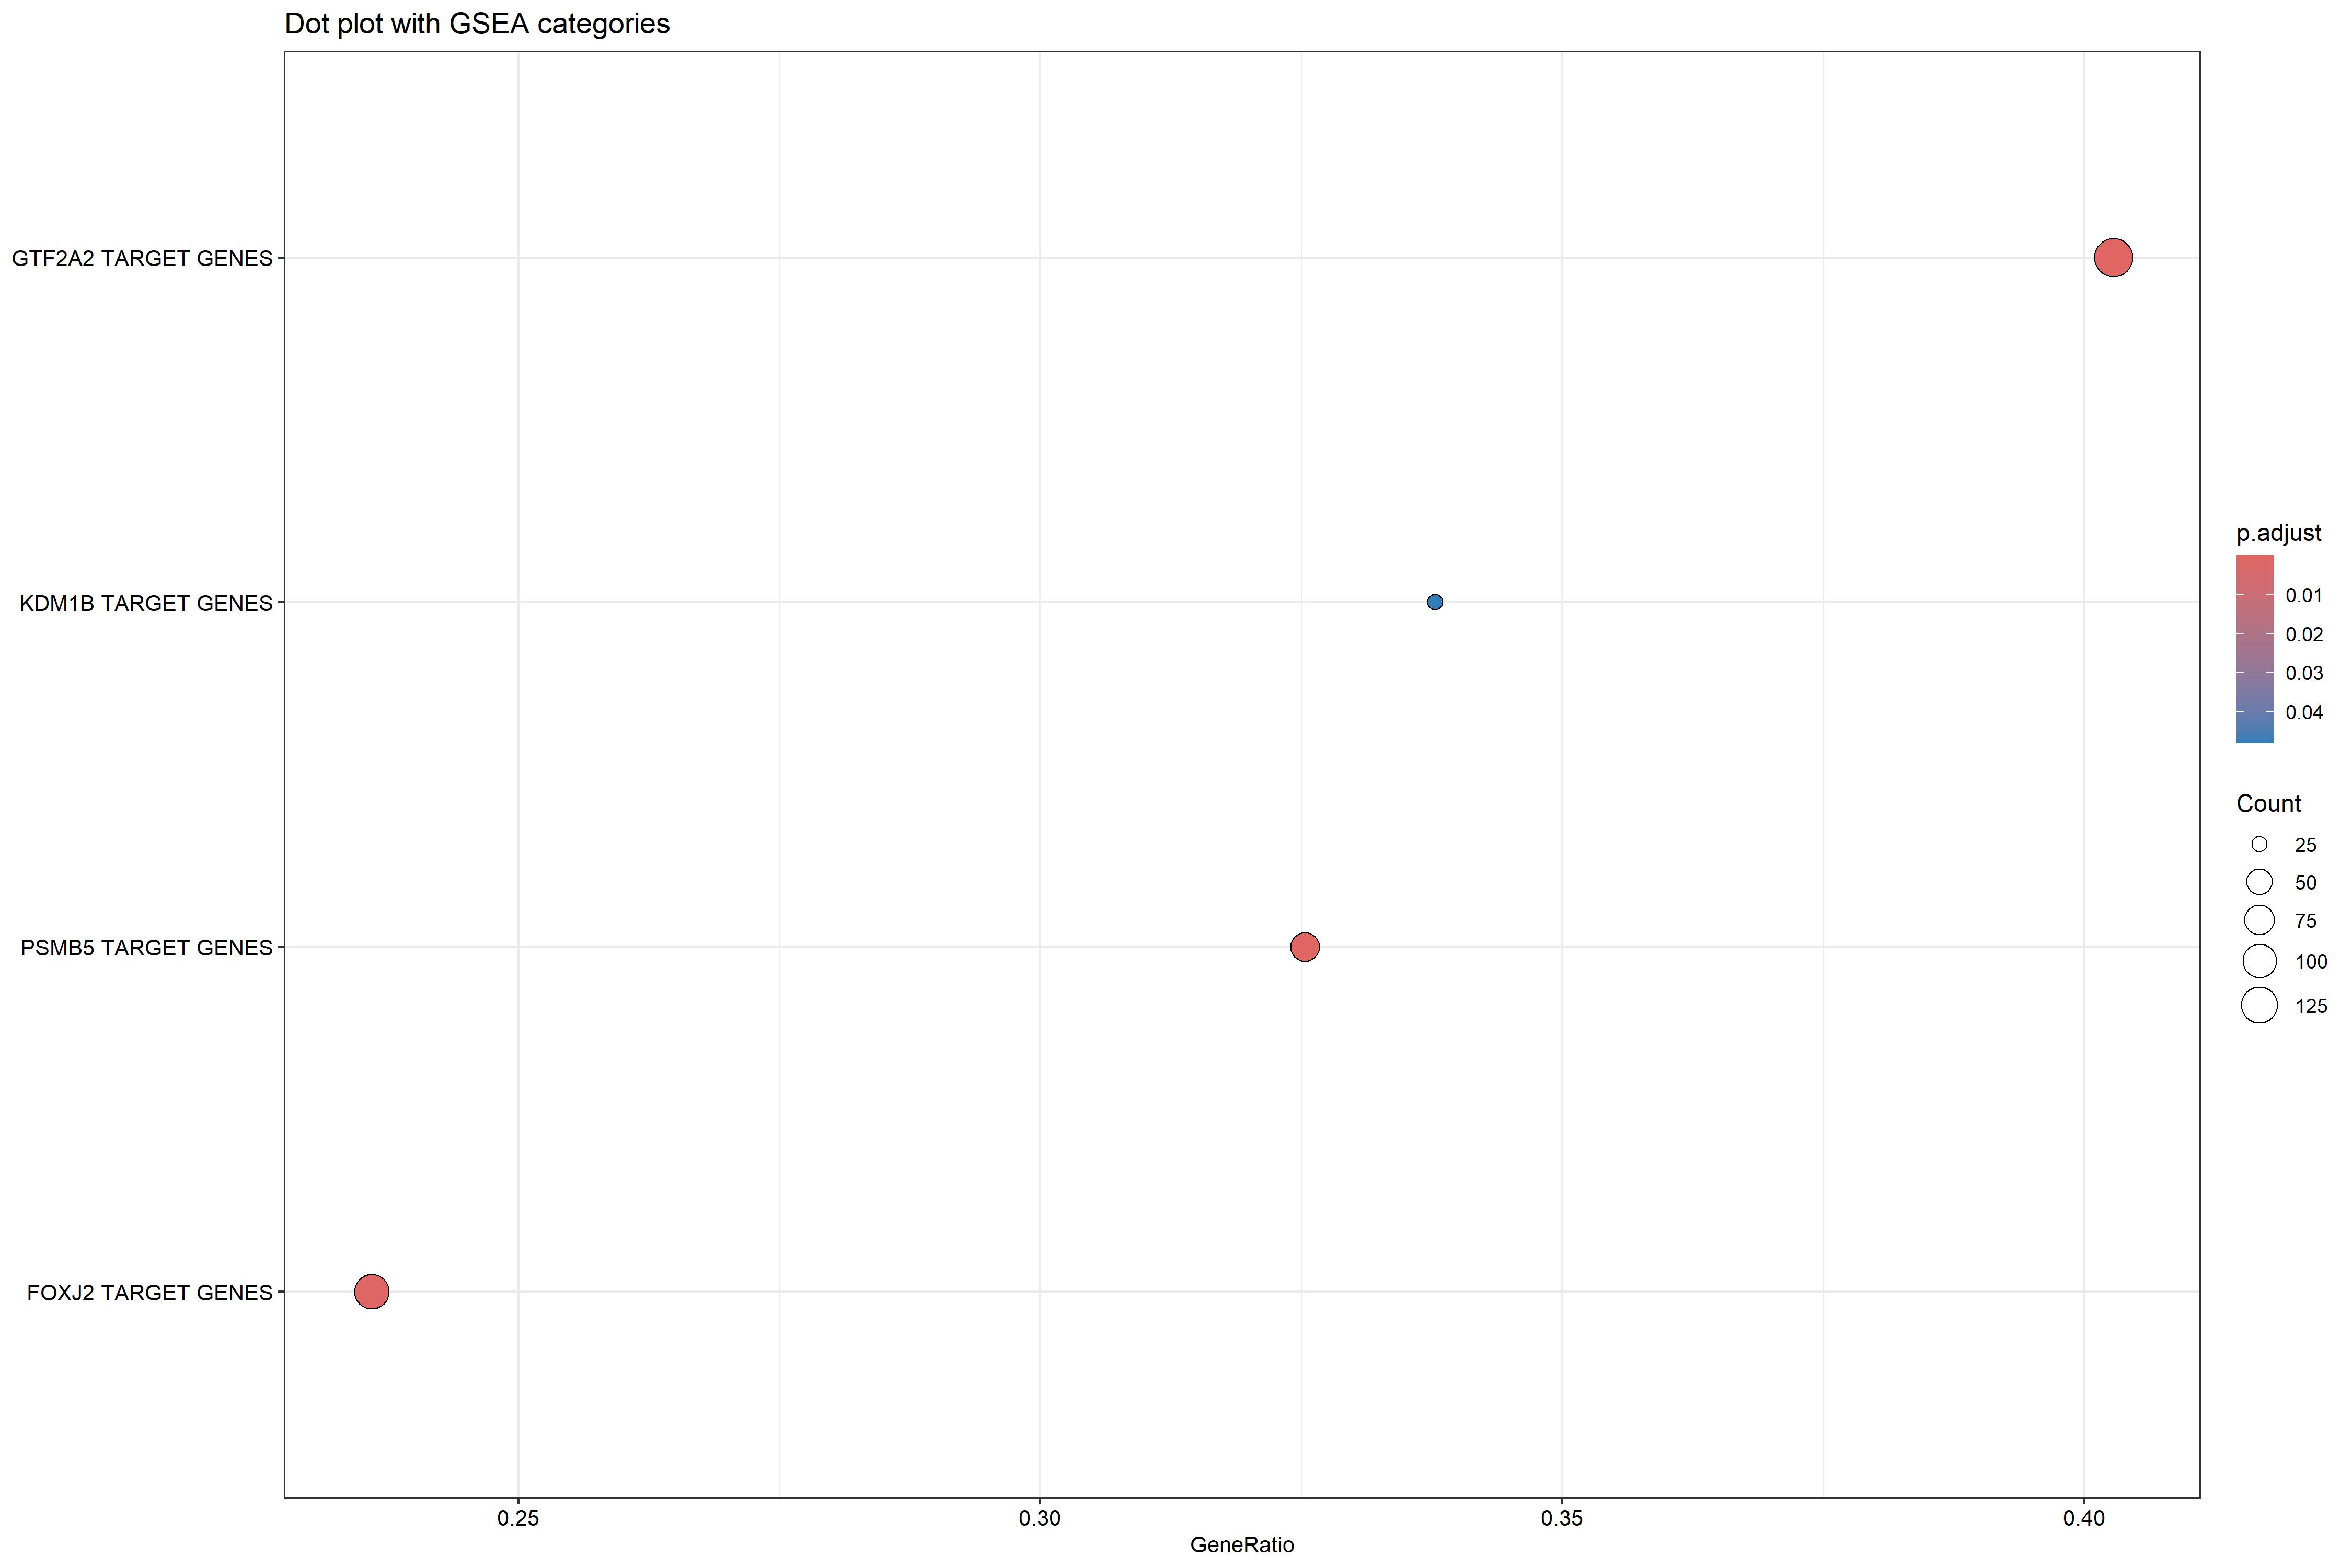 Dot plot with GSEA categories
GTF2A2 TARGET GENES
KDM1B TARGET GENES
PSMB5 TARGET GENES
FOXJ2 TARGET GENES
0.25
0.30
0.35
0.40
GeneRatio
p.adjust
0.01
0.02
0.03
0.04
Count
25
50
75
100
125